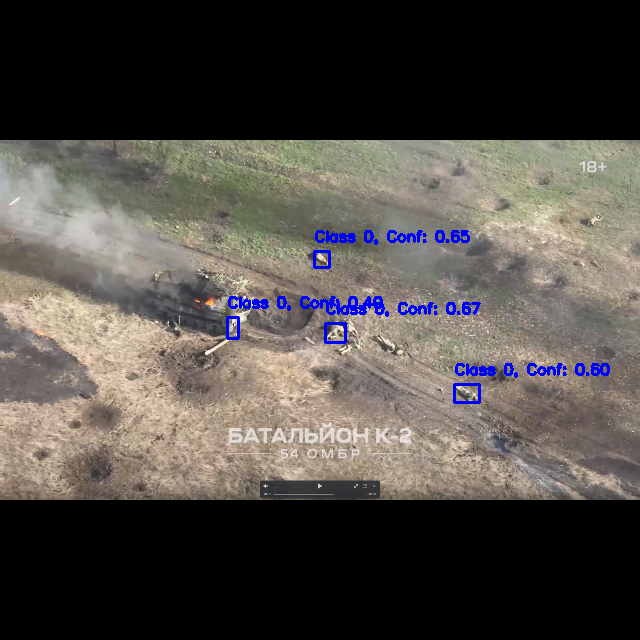 18+
Class 0, Conf: 0.65
Class 0, Conf: 0.49
Class 0, Conf: 0.67
Class 0, Conf: 0.60
БАТАЛЬЙОН К-2
54 ОМБР